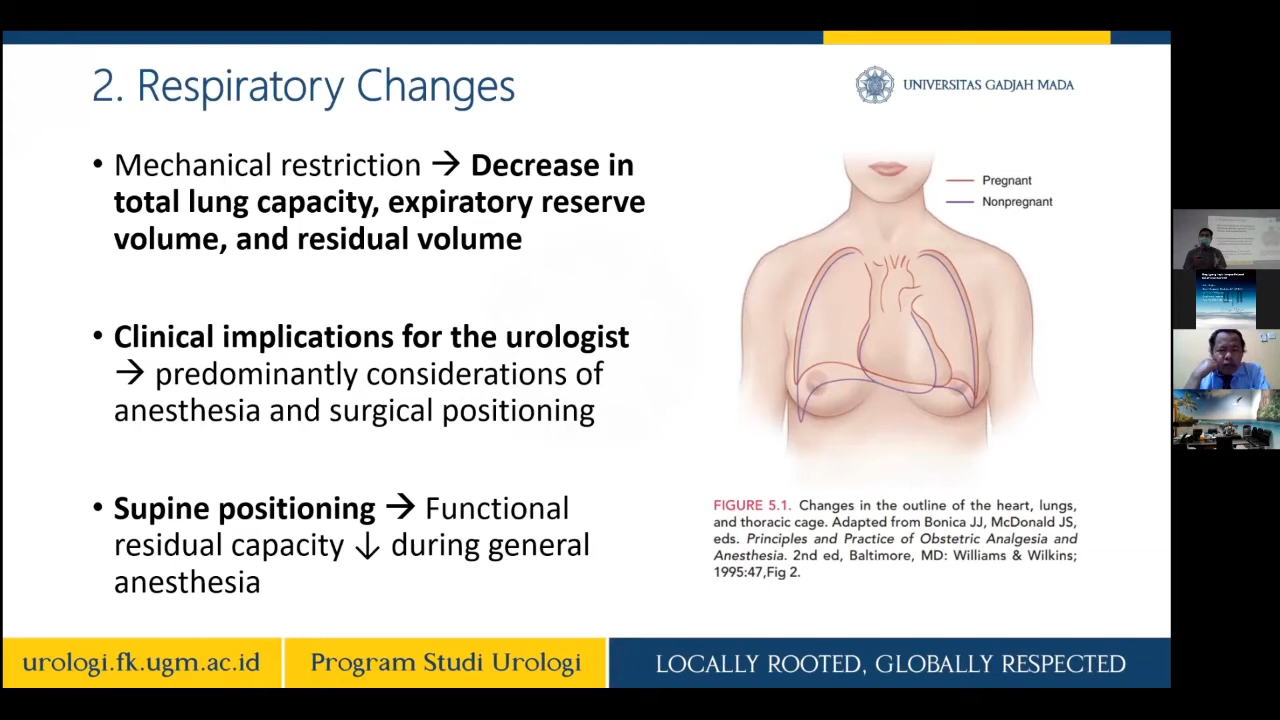 2. Respiratory Changes
UNIVERSITAS GADJAH MADA
• Mechanical restriction → Decrease in
total lung capacity, expiratory reserve
volume, and residual volume
• Clinical implications for the urologist
→ predominantly considerations of
anesthesia and surgical positioning
• Supine positioning → Functional
residual capacity ↓ during general
anesthesia
Pregnant
Nonpregnant
FIGURE 5.1. Changes in the outline of the heart, lungs,
and thoracic cage. Adapted from Bonica JJ, McDonald JS,
eds. Principles and Practice of Obstetric Analgesia and
Anesthesia. 2nd ed, Baltimore, MD: Williams & Wilkins;
1995:47,Fig 2.
urologi.fk.ugm.ac.id
Program Studi Urologi
LOCALLY ROOTED, GLOBALLY RESPECTED